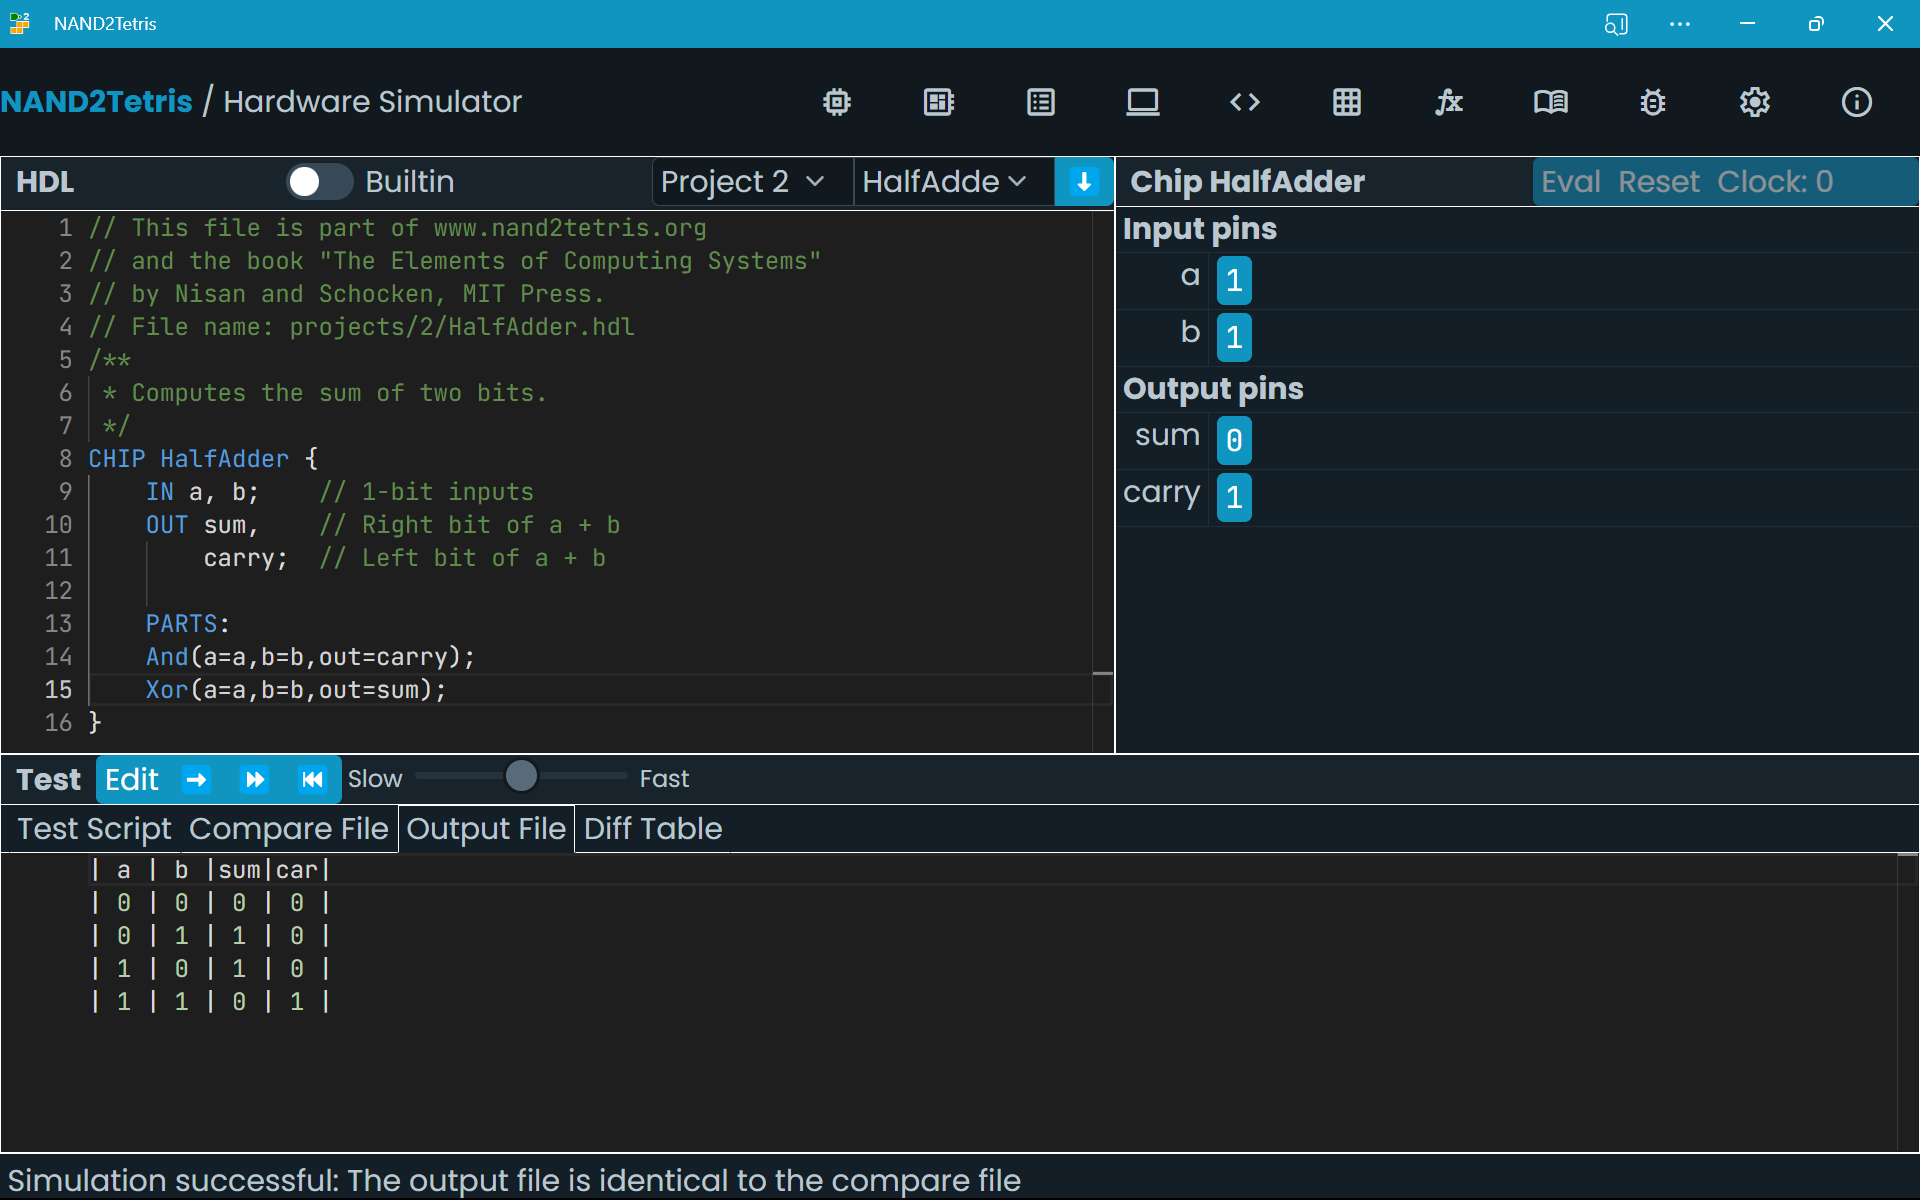 NAND2Tetris
NAND2Tetris / Hardware Simulator
HDL Builtin Project 2 HalfAdde
1 // This file is part of www.nand2tetris.org
2 // and the book "The Elements of Computing Systems"
3 // by Nisan and Schocken, MIT Press.
4 // File name: projects/2/HalfAdder.hdl
5 /**
6 * Computes the sum of two bits.
7 */
8 CHIP HalfAdder {
9 IN a, b; // 1-bit inputs
10 OUT sum, // Right bit of a + b
11 carry; // Left bit of a + b
12
13 PARTS:
14 And(a=a,b=b,out=carry);
15 Xor(a=a,b=b,out=sum);
16 }
Chip HalfAdder Eval Reset Clock: 0
Input pins
a 1
b 1
Output pins
sum 0
carry 1
Test Edit Slow Fast
Test Script Compare File Output File Diff Table
| a | b |sum|car|
| 0 | 0 | 0 | 0 |
| 0 | 1 | 1 | 0 |
| 1 | 0 | 1 | 0 |
| 1 | 1 | 0 | 1 |
Simulation successful: The output file is identical to the compare file